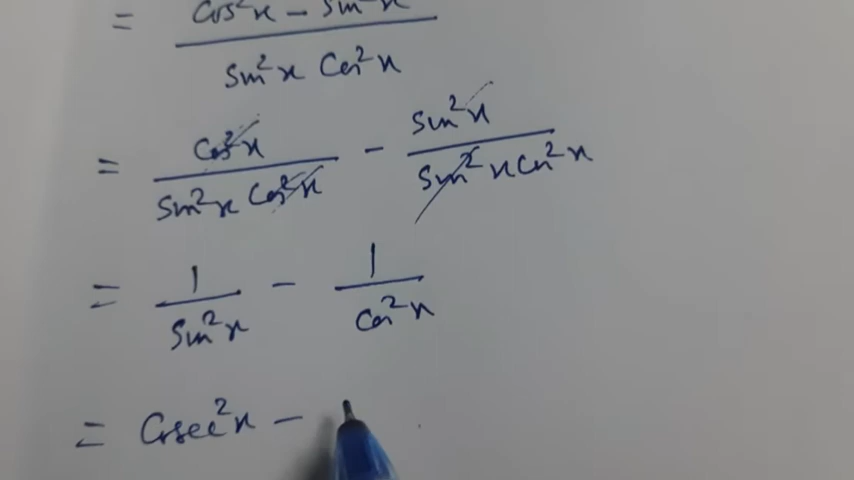 = Cos²x - Sin²x / Sin²x Cos²x
= Cos²x / Sin²x Cos²x - Sin²x / Sin²x Cos²x
= 1 / Sin²x - 1 / Cos²x
= Cosec²x -